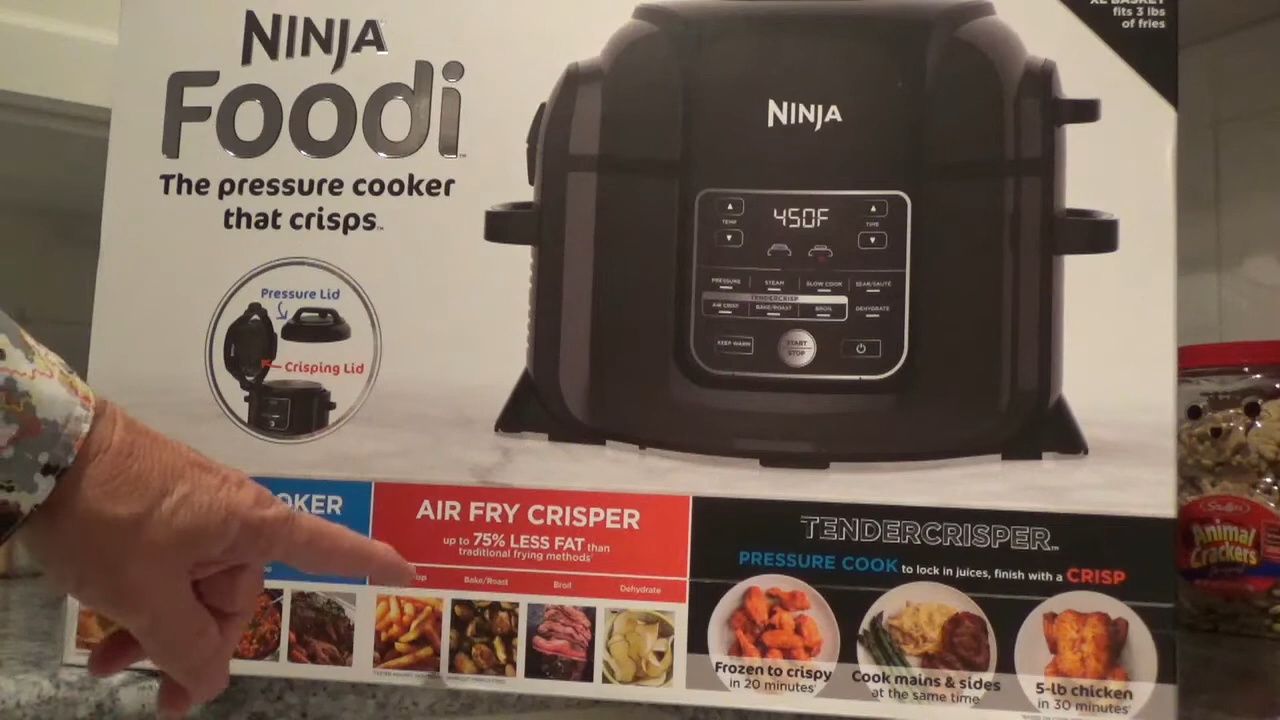 NINJA
Foodi™
The pressure cooker
that crisps™
XL BASKET
fits 3 lbs
of fries
NINJA
450F
TEMP
TIME
PRESSURE
STEAM
SLOW COOK
SEAR/SAUTÉ
TENDERCRISP
AIR CRISP
BAKE/ROAST
BROIL
DEHYDRATE
KEEP WARM
START
STOP
Pressure Lid
Crisping Lid
OKER
AIR FRY CRISPER
up to 75% LESS FAT than
traditional frying methods*
Bake/Roast
Broil
Dehydrate
TENDERCRISPER™
PRESSURE COOK to lock in juices, finish with a CRISP
Frozen to crispy
in 20 minutes
Cook mains & sides
at the same time
5-lb chicken
in 30 minutes
Animal
Crackers